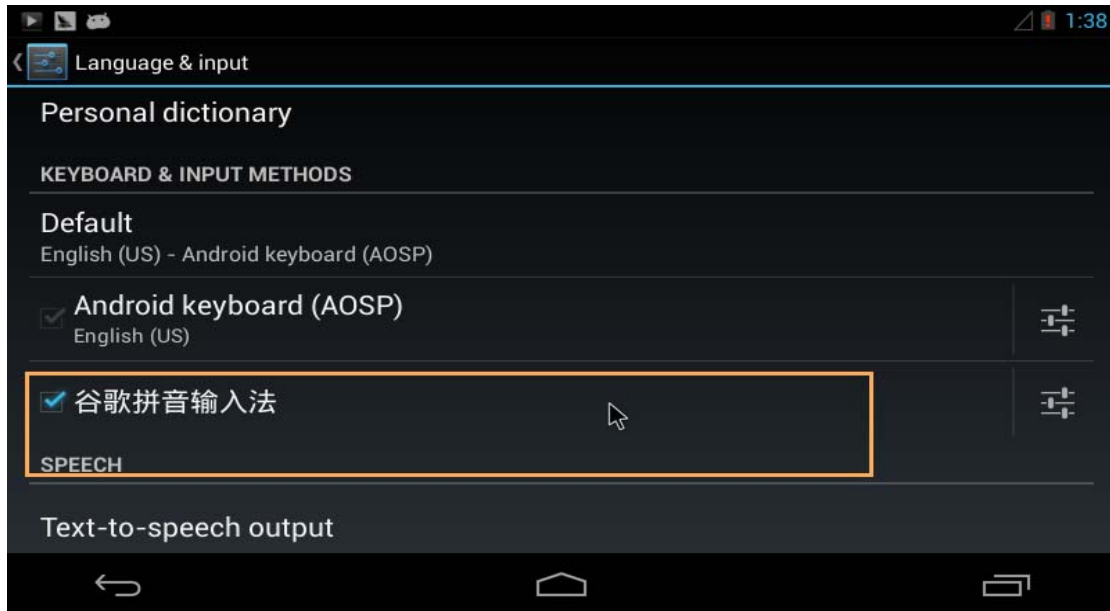 1:38
Language & input
Personal dictionary
KEYBOARD & INPUT METHODS
Default
English (US) - Android keyboard (AOSP)
Android keyboard (AOSP)
English (US)
谷歌拼音输入法
SPEECH
Text-to-speech output